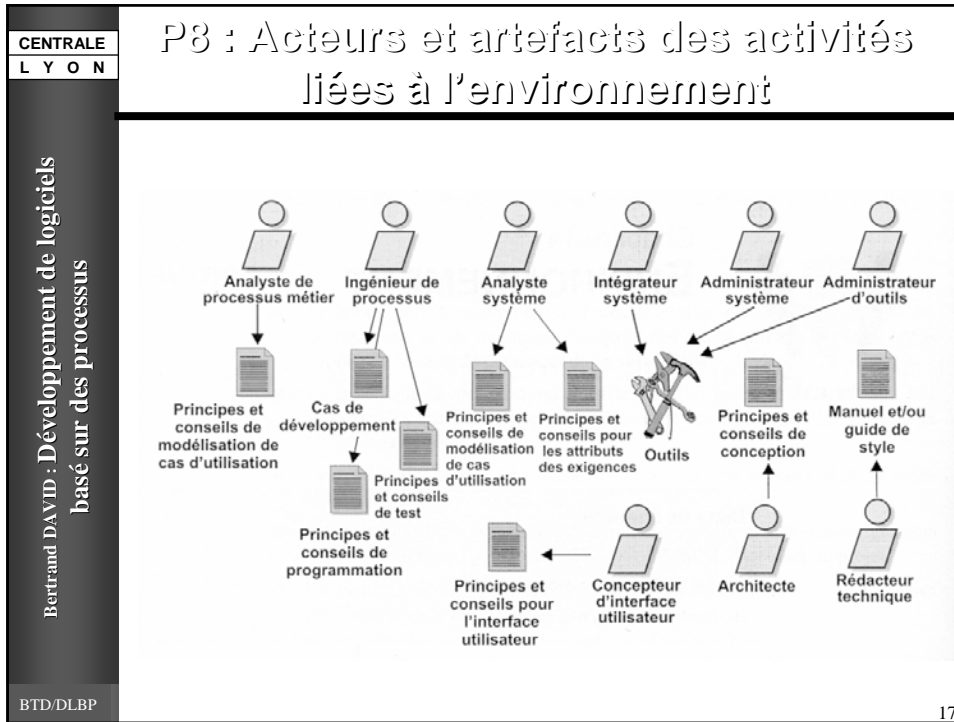 CENTRALE
L Y O N
P8 : Acteurs et artefacts des activités
liées à l'environnement
Bertrand DAVID : Développement de logiciels
basé sur des processus
Analyste de
processus métier
Ingénieur de
processus
Analyste
système
Intégrateur
système
Administrateur
système
Administrateur
d'outils
Principes et
conseils de
modélisation de
cas d'utilisation
Cas de
développement
Principes
et conseils
de test
Principes et
conseils de
programmation
Principes et
conseils de
modélisation
de cas
d'utilisation
Principes et
conseils pour
les attributs
des exigences
Outils
Principes et
conseils de
conception
Manuel et/ou
guide de
style
Principes et
conseils pour
l'interface
utilisateur
Concepteur
d'interface
utilisateur
Architecte
Rédacteur
technique
BTD/DLBP
17